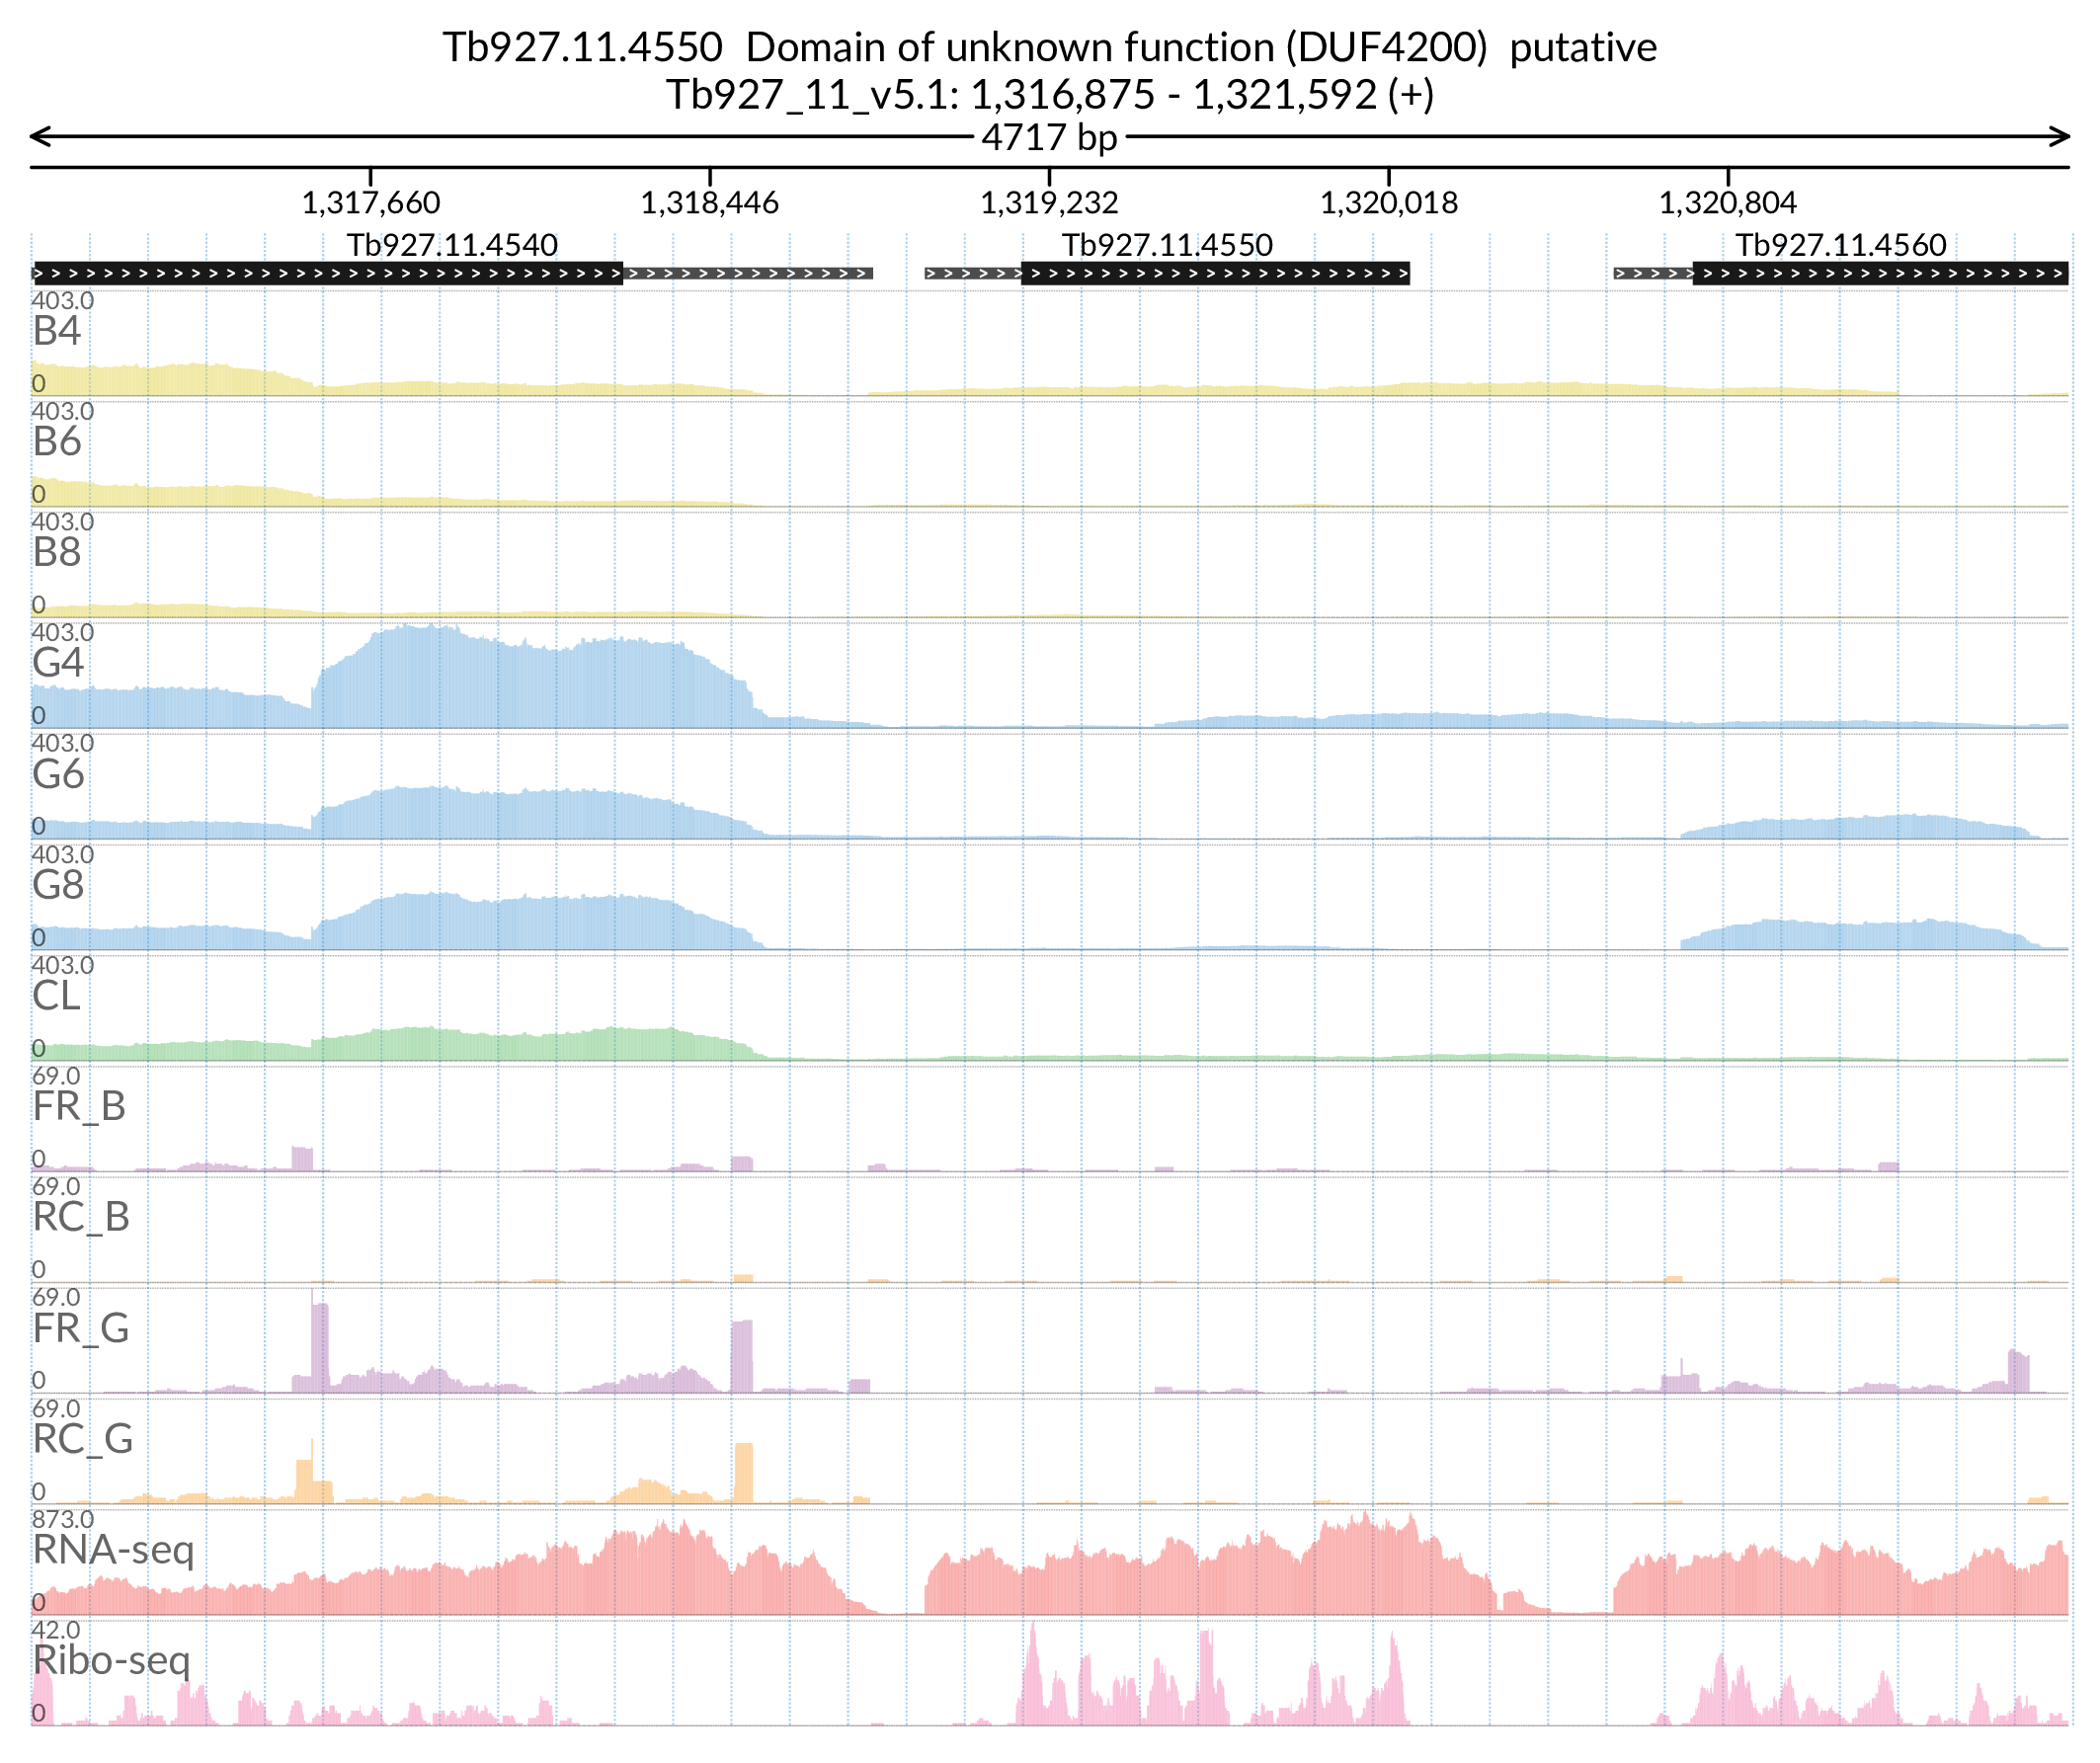 Tb927.11.4550  Domain of unknown function (DUF4200)  putative
Tb927_11_v5.1: 1,316,875 - 1,321,592 (+)
4717 bp
1,317,660 1,318,446 1,319,232 1,320,018 1,320,804
Tb927.11.4540 Tb927.11.4550 Tb927.11.4560
403.0
B4
0
403.0
B6
0
403.0
B8
0
403.0
G4
0
403.0
G6
0
403.0
G8
0
403.0
CL
0
69.0
FR_B
0
69.0
RC_B
0
69.0
FR_G
0
69.0
RC_G
0
873.0
RNA-seq
0
42.0
Ribo-seq
0